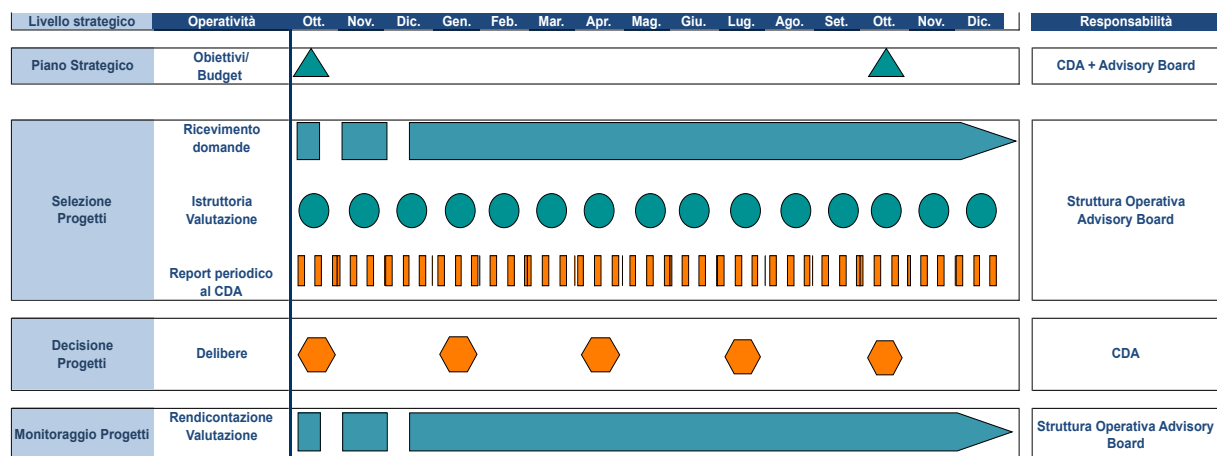 Livello strategico Operatività Ott. Nov. Dic. Gen. Feb. Mar. Apr. Mag. Giu. Lug. Ago. Set. Ott. Nov. Dic. Responsabilità
Piano Strategico
Obiettivi/
Budget
CDA + Advisory Board
Selezione
Progetti
Ricevimento
domande
Istruttoria
Valutazione
Report periodico
al CDA
Struttura Operativa
Advisory Board
Decisione
Progetti
Delibere
CDA
Monitoraggio Progetti
Rendicontazione
Valutazione
Struttura Operativa Advisory
Board